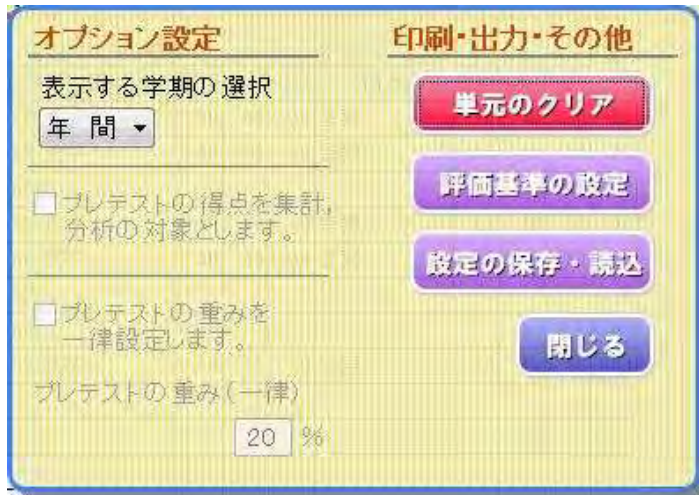 オプション設定
表示する学期の選択
年 間
プレテストの得点を集計,
分析の対象とします。
プレテストの重みを
一律設定します。
プレテストの重み(一律)
20 %
印刷・出力・その他
単元のクリア
評価基準の設定
設定の保存・読込
閉じる